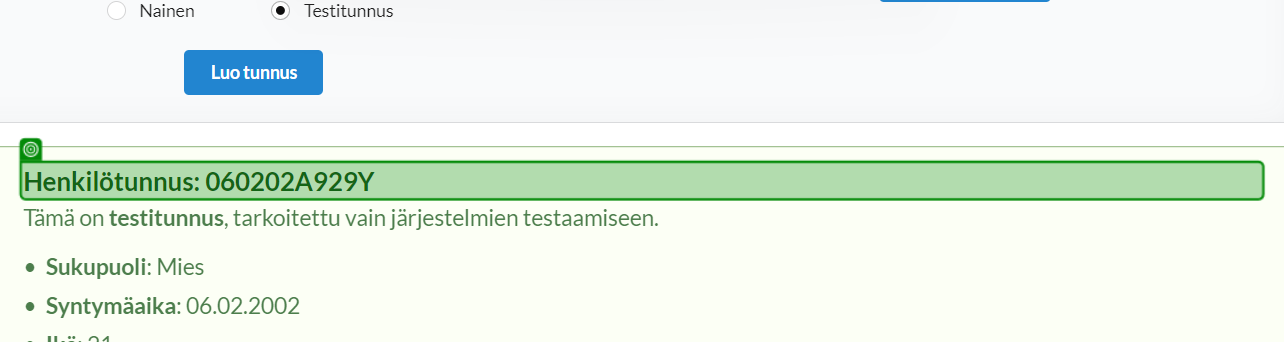 Nainen Testitunnus
Luo tunnus
Henkilötunnus: 060202A929Y
Tämä on testitunnus, tarkoitettu vain järjestelmien testaamiseen.
• Sukupuoli: Mies
• Syntymäaika: 06.02.2002